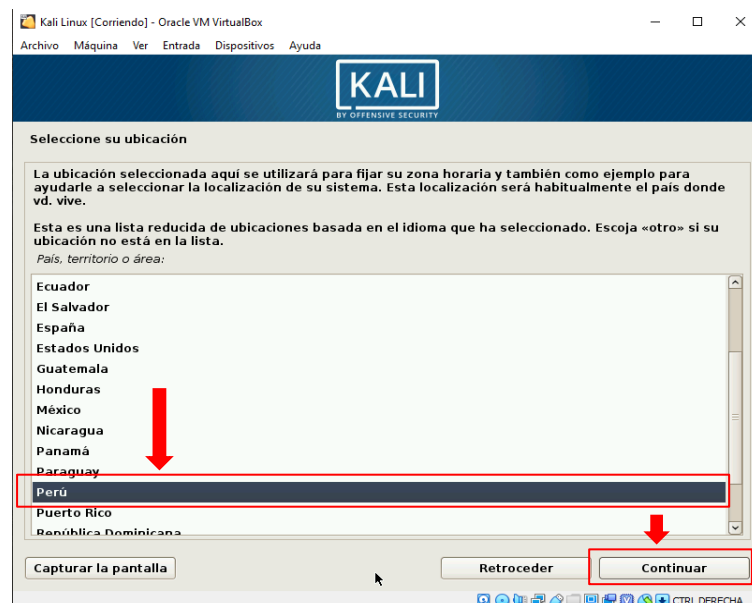 Kali Linux [Corriendo] - Oracle VM VirtualBox
Archivo Máquina Ver Entrada Dispositivos Ayuda
KALI
BY OFFENSIVE SECURITY
Seleccione su ubicación
La ubicación seleccionada aquí se utilizará para fijar su zona horaria y también como ejemplo para
ayudarle a seleccionar la localización de su sistema. Esta localización será habitualmente el país donde
vd. vive.
Esta es una lista reducida de ubicaciones basada en el idioma que ha seleccionado. Escoja «otro» si su
ubicación no está en la lista.
País, territorio o área:
Ecuador
El Salvador
España
Estados Unidos
Guatemala
Honduras
México
Nicaragua
Panamá
Paraguay
Perú
Puerto Rico
República Dominicana
Capturar la pantalla Retroceder Continuar
CTRL DERECHA